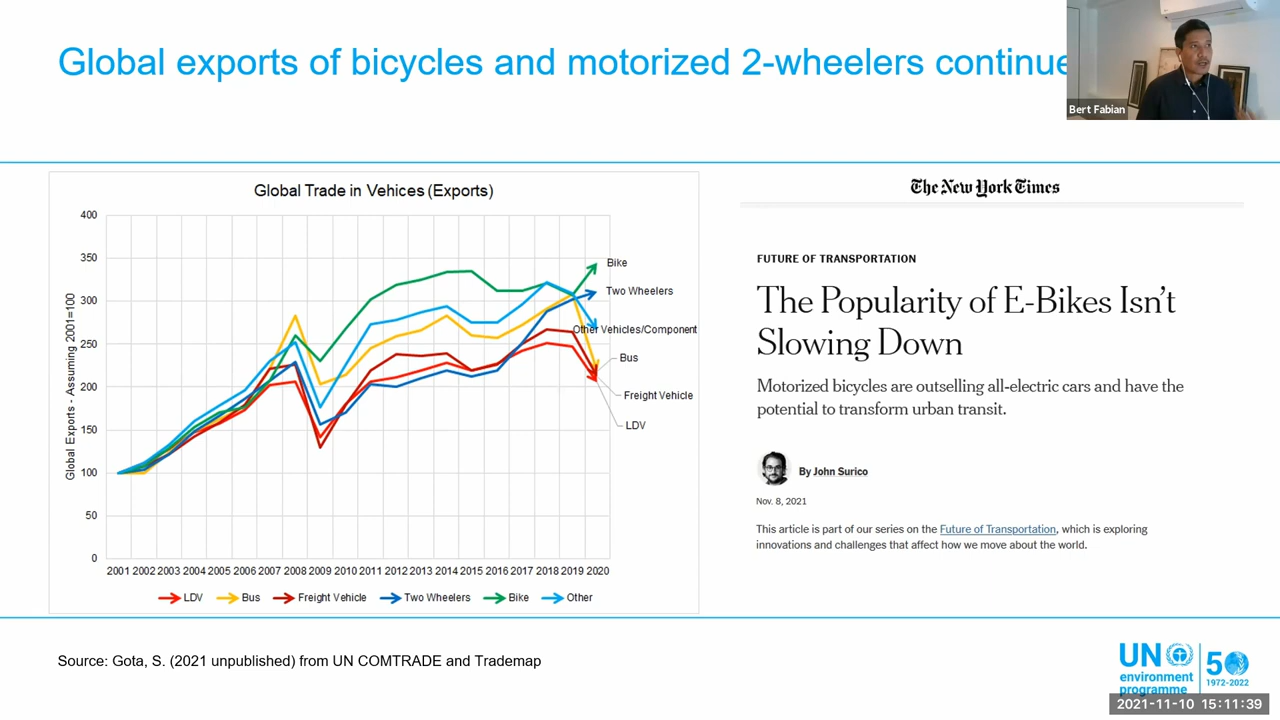 Global exports of bicycles and motorized 2-wheelers continue
Bert Fabian
Global Trade in Vehices (Exports)
Global Exports - Assuming 2001=100
400
350
300
250
200
150
100
50
0
2001 2002 2003 2004 2005 2006 2007 2008 2009 2010 2011 2012 2013 2014 2015 2016 2017 2018 2019 2020
Bike
Two Wheelers
Other Vehicles/Component
Bus
Freight Vehicle
LDV
LDV Bus Freight Vehicle Two Wheelers Bike Other
The New York Times
FUTURE OF TRANSPORTATION
The Popularity of E-Bikes Isn't
Slowing Down
Motorized bicycles are outselling all-electric cars and have the
potential to transform urban transit.
By John Surico
Nov. 8, 2021
This article is part of our series on the Future of Transportation, which is exploring
innovations and challenges that affect how we move about the world.
Source: Gota, S. (2021 unpublished) from UN COMTRADE and Trademap
UN
environment
programme
50
1972-2022
2021-11-10 15:11:39